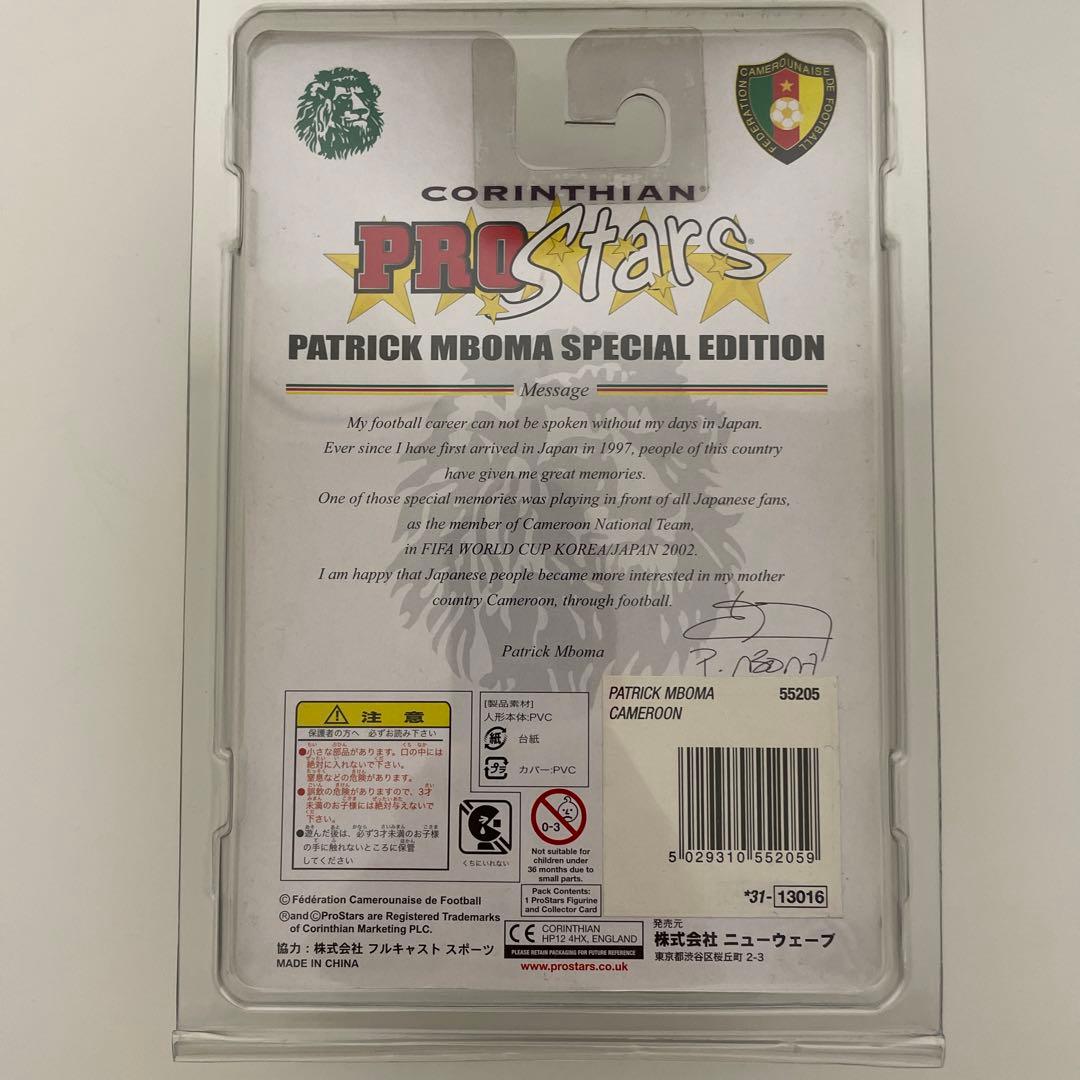 FEDERATION CAMEROUNAISE DE FOOTBALL
CORINTHIAN®
PROStars®
PATRICK MBOMA SPECIAL EDITION
Message
My football career can not be spoken without my days in Japan.
Ever since I have first arrived in Japan in 1997, people of this country
have given me great memories.
One of those special memories was playing in front of all Japanese fans,
as the member of Cameroon National Team,
in FIFA WORLD CUP KOREA/JAPAN 2002.
I am happy that Japanese people became more interested in my mother
country Cameroon, through football.
Patrick Mboma
P. MBOMA
注意
保護者の方へ 必ずお読み下さい
●小さな部品があります。口の中には
絶対に入れないで下さい。
窒息などの危険があります。
●誤飲の危険がありますので、3才
未満のお子様には絶対与えないで
下さい。
●遊んだ後は、必ず3才未満のお子様
の手に触れないところに保管
してください
くちにいれない
[製品素材]
人形本体:PVC
紙 台紙
プラ カバー:PVC
0-3
Not suitable for
children under
36 months due to
small parts.
Pack Contents:
1 ProStars Figurine
and Collector Card
PATRICK MBOMA 55205
CAMEROON
5 029310 552059
*31-13016
©Fédération Camerounaise de Football
®and©ProStars are Registered Trademarks
of Corinthian Marketing PLC.
協力：株式会社 フルキャスト スポーツ
MADE IN CHINA
CE CORINTHIAN
HP12 4HX, ENGLAND
PLEASE RETAIN PACKAGING FOR FUTURE REFERENCE
www.prostars.co.uk
発売元
株式会社 ニューウェーブ
東京都渋谷区桜丘町 2-3